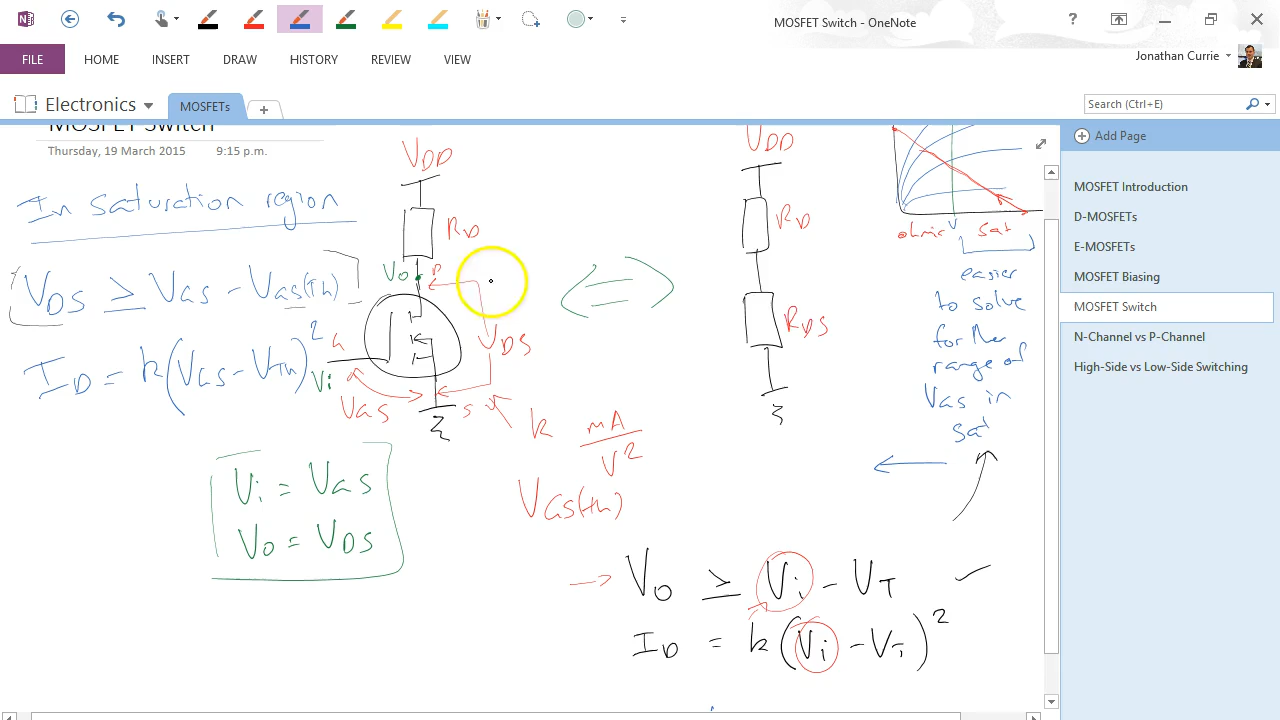 MOSFET Switch - OneNote
?
FILE
HOME
INSERT
DRAW
HISTORY
REVIEW
VIEW
Jonathan Currie
Electronics
MOSFETs
+
Search (Ctrl+E)
MOSFET Switch
Thursday, 19 March 2015 9:15 p.m.
Add Page
MOSFET Introduction
D-MOSFETs
E-MOSFETs
MOSFET Biasing
MOSFET Switch
N-Channel vs P-Channel
High-Side vs Low-Side Switching
In saturation region
VDS ≥ VGS - VGS(th)
ID = k(VGS - VTh)²
Vi = VGS
Vo = VDS
VDD
RD
Vo
D
G
Vi
VGS
VDS
S
k mA/V²
VGS(th)
VDD
RD
RDS
ohmic
sat
easier
to solve
for the
range of
VGS in
sat
Vo ≥ Vi - VT
ID = k(Vi - VT)²